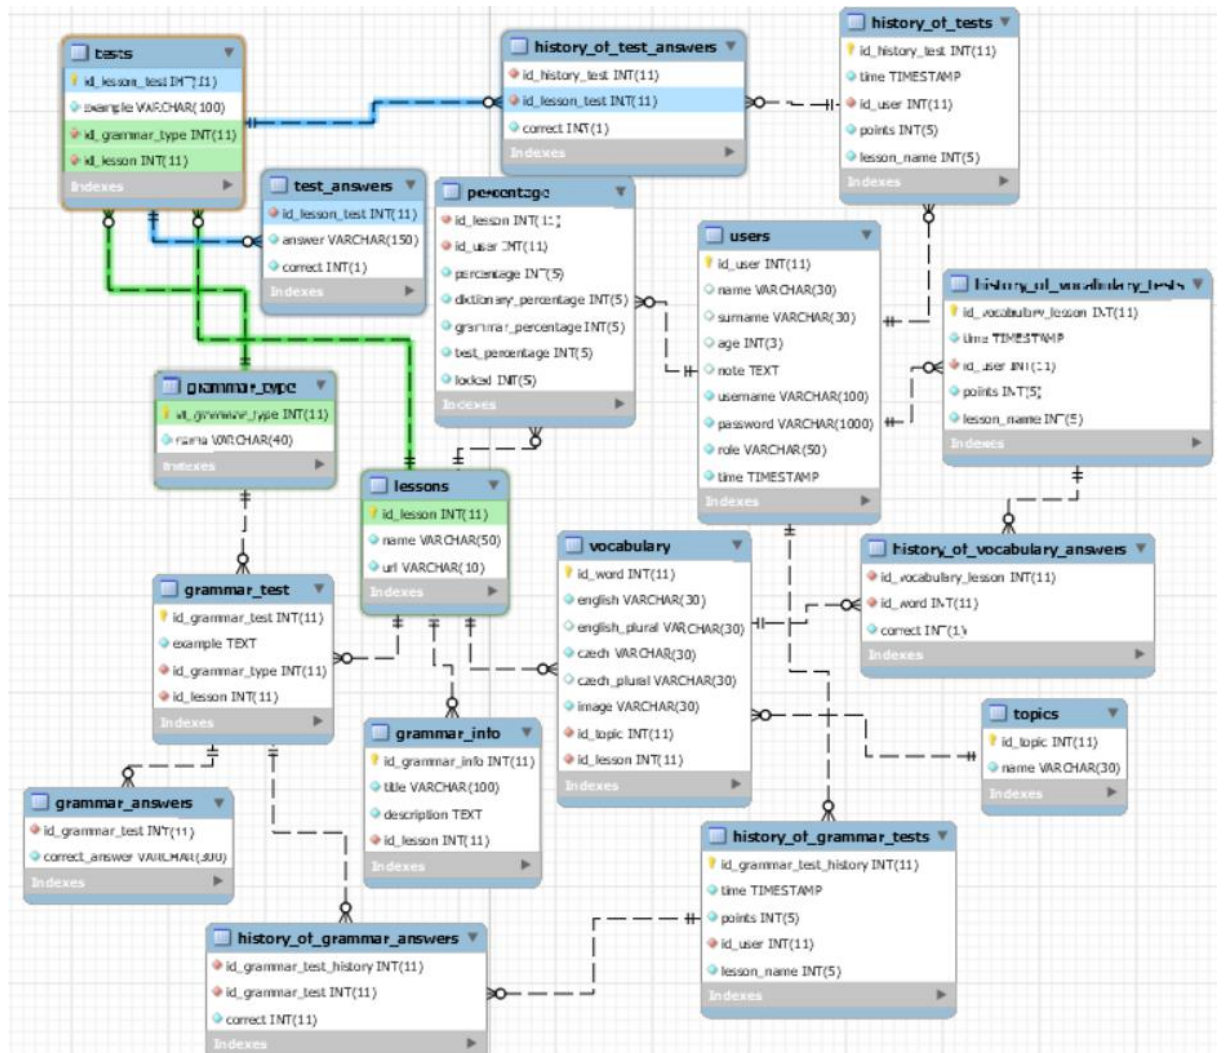 tests
id_lesson_test INT(11)
example VARCHAR(100)
id_grammar_type INT(11)
id_lesson INT(11)
Indexes
history_of_test_answers
id_history_test INT(11)
id_lesson_test INT(11)
correct INT(1)
Indexes
history_of_tests
id_history_test INT(11)
time TIMESTAMP
id_user INT(11)
points INT(5)
lesson_name INT(5)
Indexes
test_answers
id_lesson_test INT(11)
answer VARCHAR(150)
correct INT(1)
Indexes
percentage
id_lesson INT(11)
id_user INT(11)
percentage INT(5)
dictionary_percentage INT(5)
grammar_percentage INT(5)
test_percentage INT(5)
locked INT(5)
Indexes
users
id_user INT(11)
name VARCHAR(30)
surname VARCHAR(30)
age INT(3)
note TEXT
username VARCHAR(100)
password VARCHAR(1000)
role VARCHAR(50)
time TIMESTAMP
Indexes
history_of_vocabulary_tests
id_vocabulary_lesson INT(11)
time TIMESTAMP
id_user INT(11)
points INT(5)
lesson_name INT(5)
Indexes
grammar_type
id_grammar_type INT(11)
name VARCHAR(40)
Indexes
lessons
id_lesson INT(11)
name VARCHAR(50)
url VARCHAR(10)
Indexes
vocabulary
id_word INT(11)
english VARCHAR(30)
english_plural VARCHAR(30)
czech VARCHAR(30)
czech_plural VARCHAR(30)
image VARCHAR(30)
id_topic INT(11)
id_lesson INT(11)
Indexes
history_of_vocabulary_answers
id_vocabulary_lesson INT(11)
id_word INT(11)
correct INT(1)
Indexes
grammar_test
id_grammar_test INT(11)
example TEXT
id_grammar_type INT(11)
id_lesson INT(11)
Indexes
grammar_info
id_grammar_info INT(11)
title VARCHAR(100)
description TEXT
id_lesson INT(11)
Indexes
topics
id_topic INT(11)
name VARCHAR(30)
Indexes
grammar_answers
id_grammar_test INT(11)
correct_answer VARCHAR(300)
Indexes
history_of_grammar_tests
id_grammar_test_history INT(11)
time TIMESTAMP
points INT(5)
id_user INT(11)
lesson_name INT(5)
Indexes
history_of_grammar_answers
id_grammar_test_history INT(11)
id_grammar_test INT(11)
correct INT(11)
Indexes